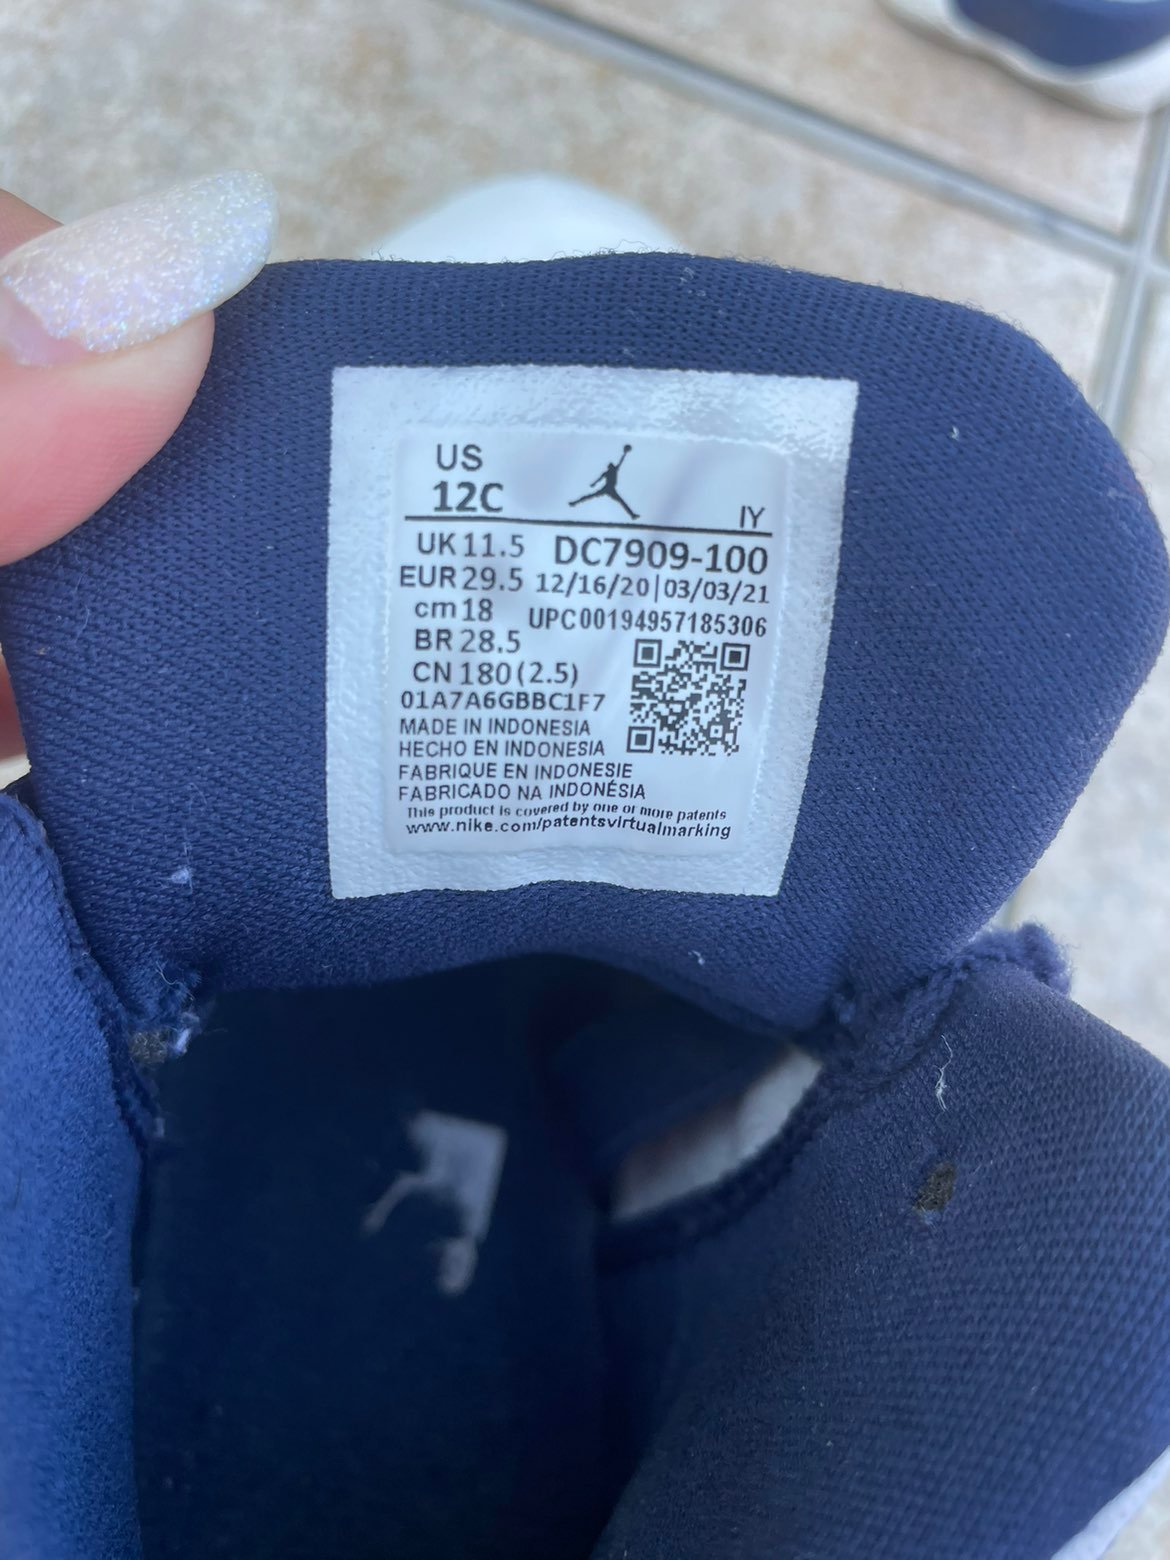 US
12C
IY
UK 11.5 DC7909-100
EUR 29.5 12/16/20|03/03/21
cm 18 UPC00194957185306
BR 28.5
CN 180 (2.5)
01A7A6GBBC1F7
MADE IN INDONESIA
HECHO EN INDONESIA
FABRIQUE EN INDONESIE
FABRICADO NA INDONÉSIA
This product is covered by one or more patents
www.nike.com/patentsvirtualmarking